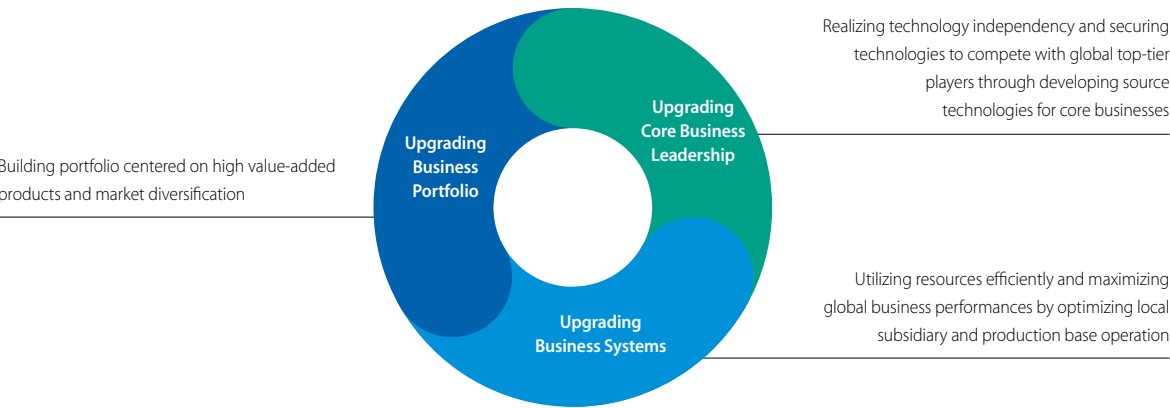 Realizing technology independency and securing
technologies to compete with global top-tier
players through developing source
technologies for core businesses
Upgrading
Core Business
Leadership
Upgrading
Business
Portfolio
Building portfolio centered on high value-added
products and market diversification
Utilizing resources efficiently and maximizing
global business performances by optimizing local
subsidiary and production base operation
Upgrading
Business Systems